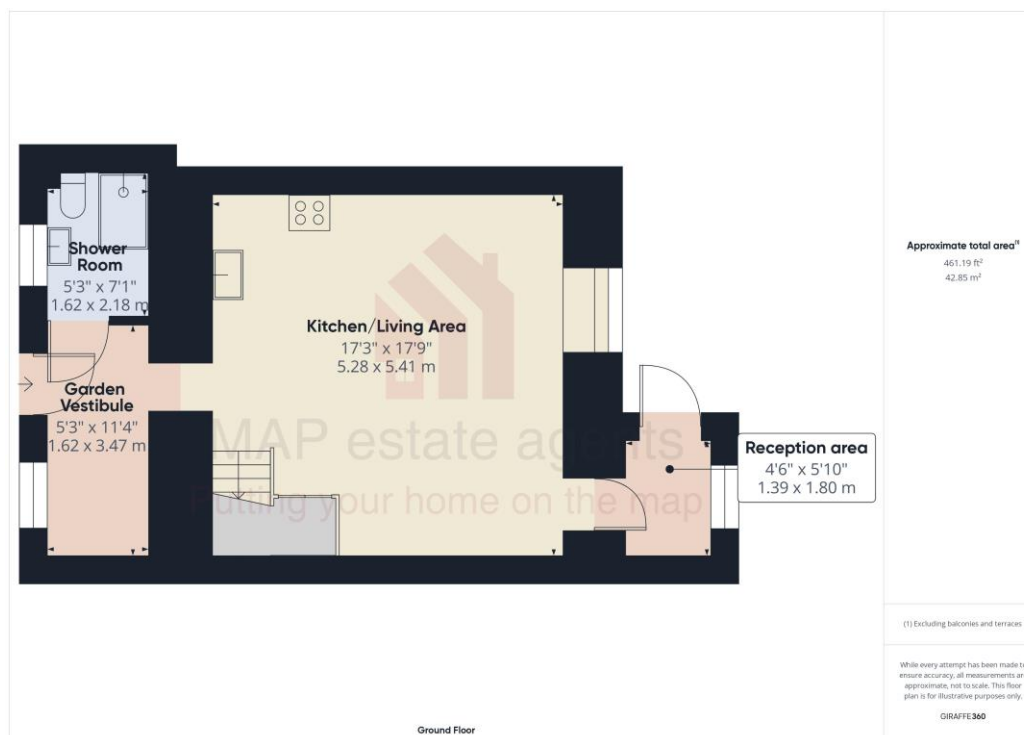 Shower
Room
5'3" x 7'1"
1.62 x 2.18 m
Garden
Vestibule
5'3" x 11'4"
1.62 x 3.47 m
Kitchen/Living Area
17'3" x 17'9"
5.28 x 5.41 m
MAP estate agents
Putting your home on the map
Reception area
4'6" x 5'10"
1.39 x 1.80 m
Ground Floor
Approximate total area(1)
461.19 ft²
42.85 m²
(1) Excluding balconies and terraces
While every attempt has been made to
ensure accuracy, all measurements are
approximate, not to scale. This floor
plan is for illustrative purposes only.
GIRAFFE360